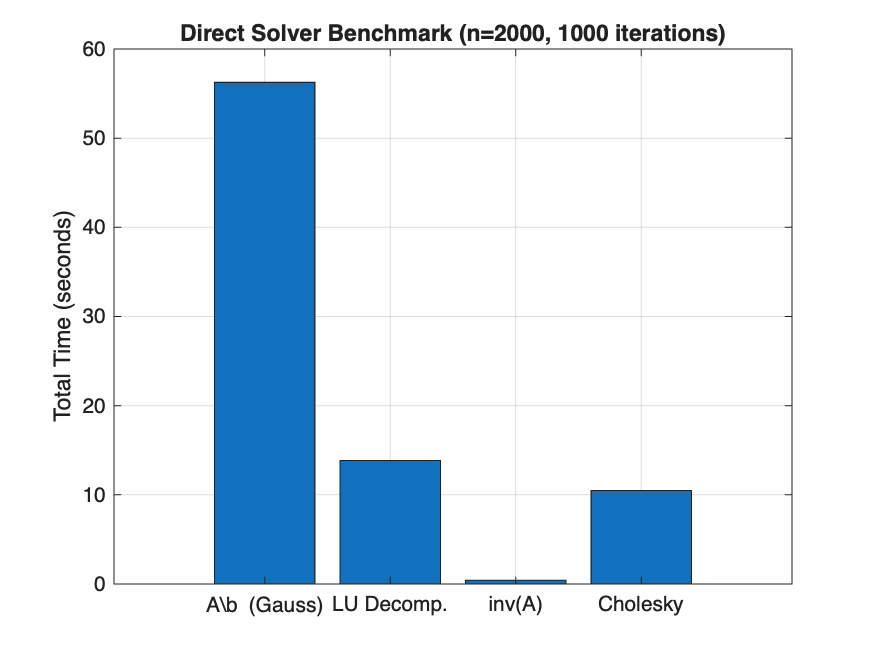 Direct Solver Benchmark (n=2000, 1000 iterations)
Total Time (seconds)
60
50
40
30
20
10
0
A\b (Gauss) LU Decomp. inv(A) Cholesky